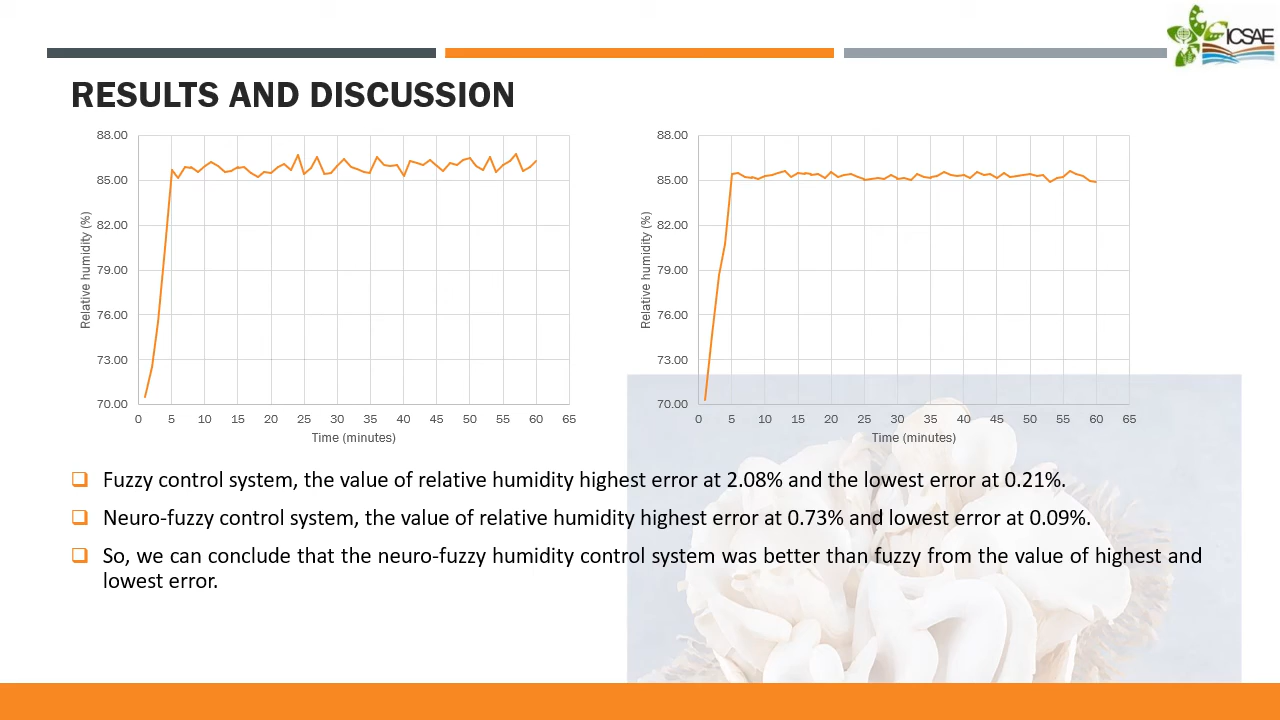 ICSAE
RESULTS AND DISCUSSION
88.00
85.00
82.00
79.00
76.00
73.00
70.00
Relative humidity (%)
0 5 10 15 20 25 30 35 40 45 50 55 60 65
Time (minutes)
88.00
85.00
82.00
79.00
76.00
73.00
70.00
Relative humidity (%)
0 5 10 15 20 25 30 35 40 45 50 55 60 65
Time (minutes)
❑ Fuzzy control system, the value of relative humidity highest error at 2.08% and the lowest error at 0.21%.
❑ Neuro-fuzzy control system, the value of relative humidity highest error at 0.73% and lowest error at 0.09%.
❑ So, we can conclude that the neuro-fuzzy humidity control system was better than fuzzy from the value of highest and
lowest error.